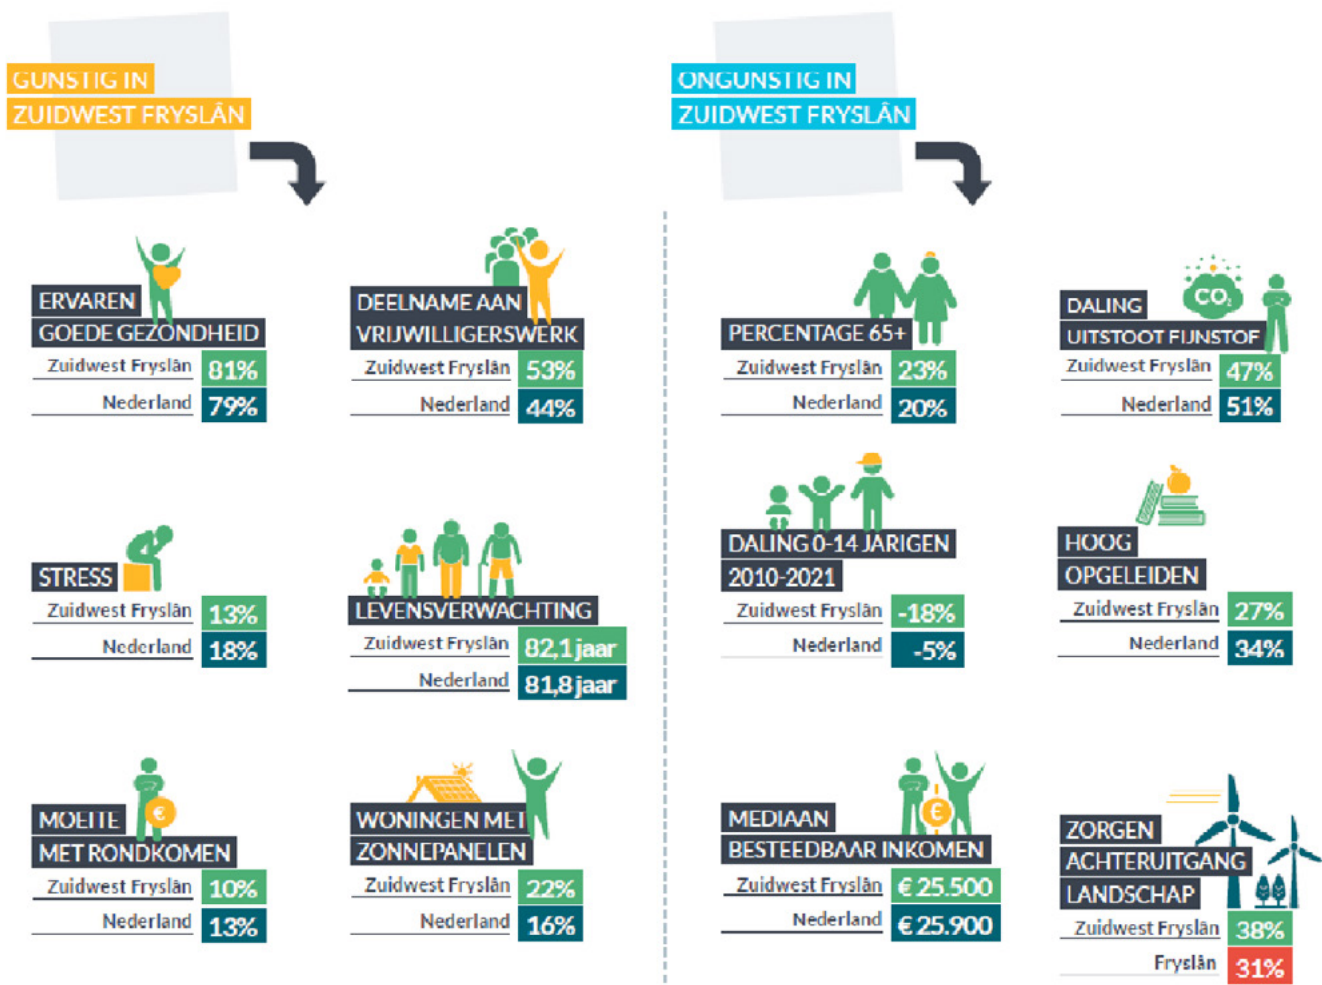 GUNSTIG IN
ZUIDWEST FRYSLÂN
ERVAREN
GOEDE GEZONDHEID
Zuidwest Fryslân 81%
Nederland 79%
DEELNAME AAN
VRIJWILLIGERSWERK
Zuidwest Fryslân 53%
Nederland 44%
STRESS
Zuidwest Fryslân 13%
Nederland 18%
LEVENSVERWACHTING
Zuidwest Fryslân 82,1 jaar
Nederland 81,8 jaar
MOEITE
€
MET RONDKOMEN
Zuidwest Fryslân 10%
Nederland 13%
WONINGEN MET
ZONNEPANELEN
Zuidwest Fryslân 22%
Nederland 16%
ONGUNSTIG IN
ZUIDWEST FRYSLÂN
PERCENTAGE 65+
Zuidwest Fryslân 23%
Nederland 20%
CO₂
DALING
UITSTOOT FIJNSTOF
Zuidwest Fryslân 47%
Nederland 51%
DALING 0-14 JARIGEN
2010-2021
Zuidwest Fryslân -18%
Nederland -5%
HOOG
OPGELEIDEN
Zuidwest Fryslân 27%
Nederland 34%
€
MEDIAAN
BESTEEDBAAR INKOMEN
Zuidwest Fryslân € 25.500
Nederland € 25.900
ZORGEN
ACHTERUITGANG
LANDSCHAP
Zuidwest Fryslân 38%
Fryslân 31%